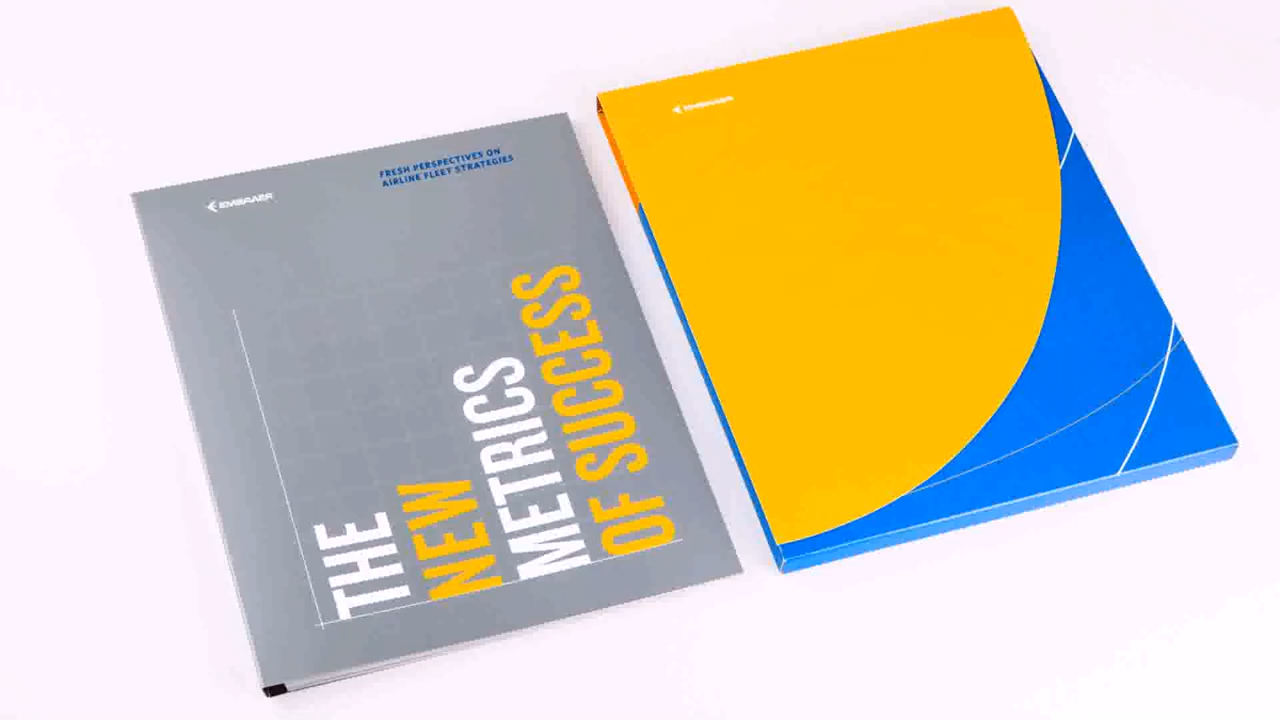 EMBRAER
FRESH PERSPECTIVES ON
AIRLINE FLEET STRATEGIES
THE
NEW
METRICS
OF SUCCESS
EMBRAER